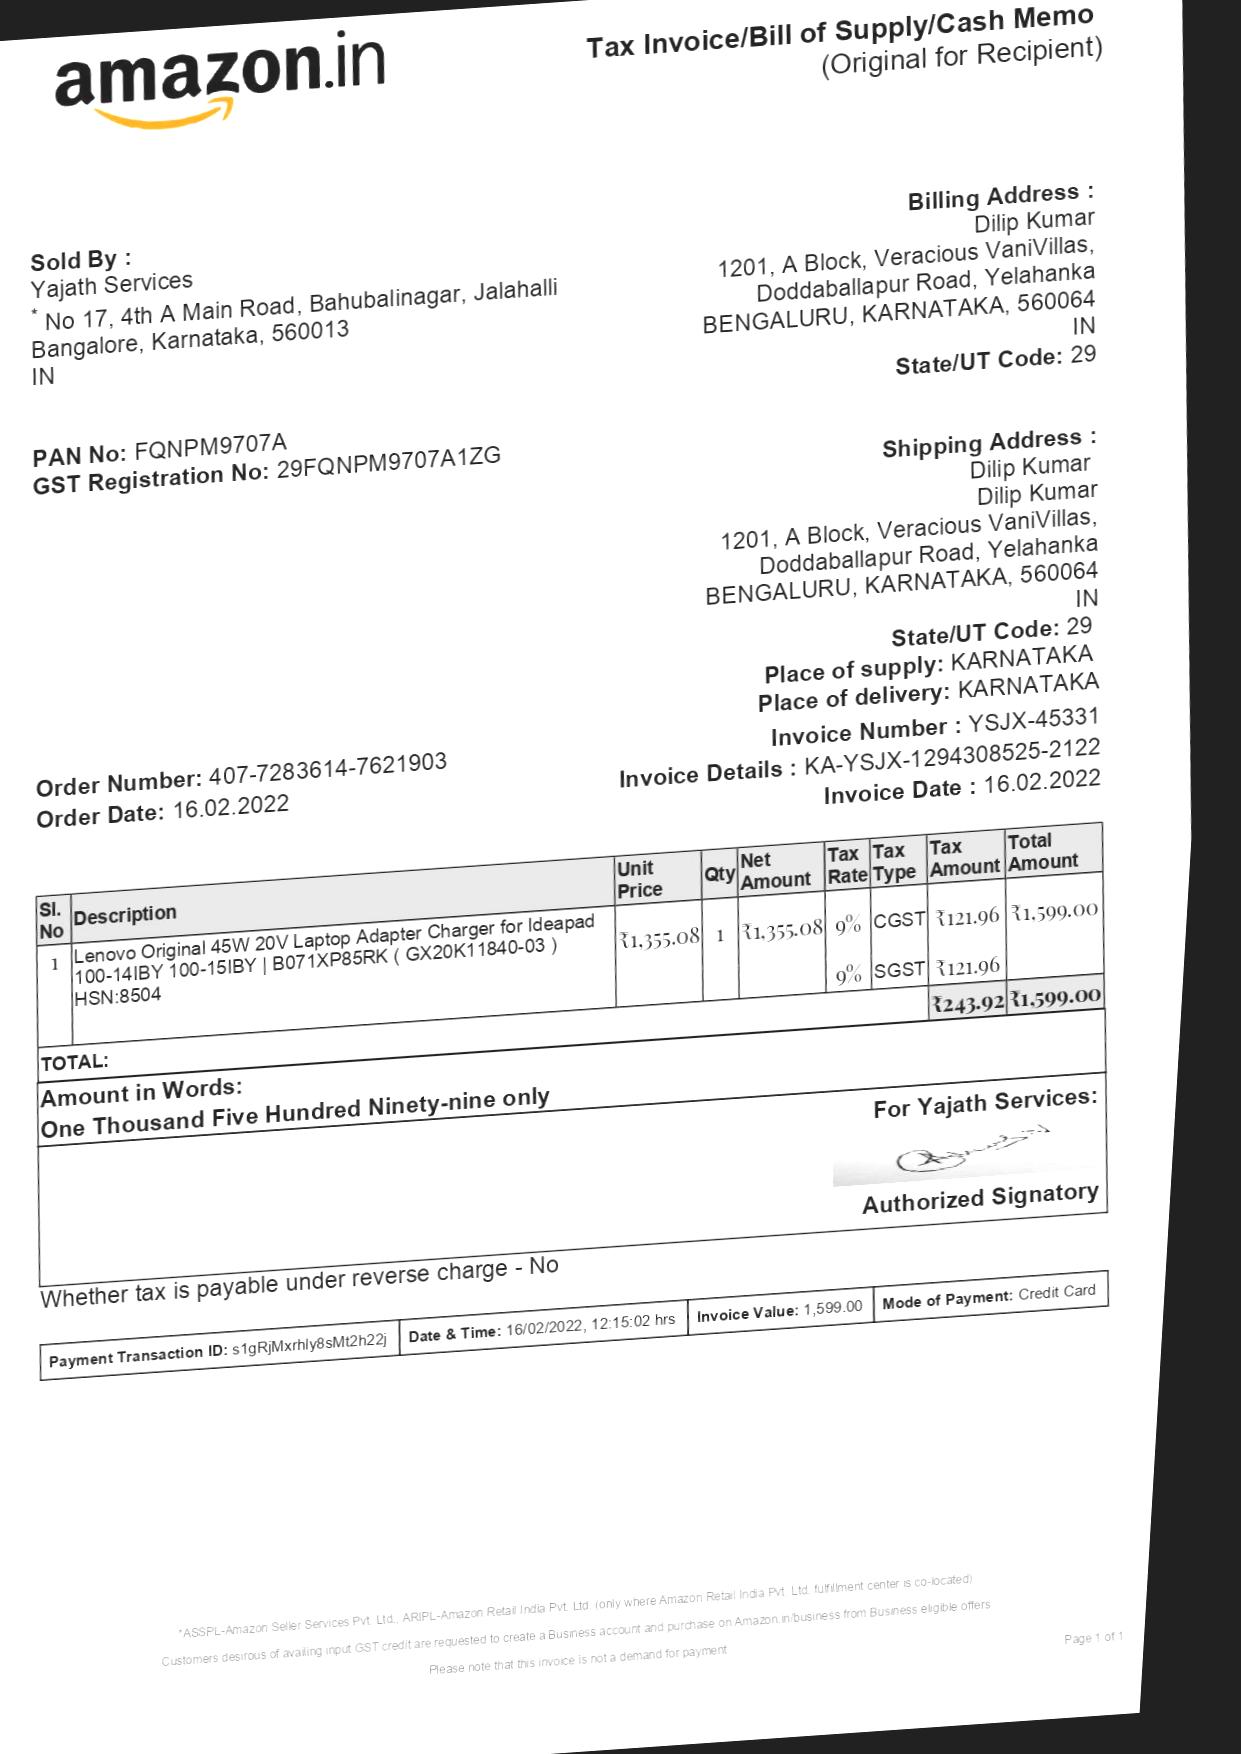 amazon.in
Tax Invoice/Bill of Supply/Cash Memo
(Original for Recipient)
Sold By :
Yajath Services
* No 17, 4th A Main Road, Bahubalinagar, Jalahalli
Bangalore, Karnataka, 560013
IN
Billing Address :
Dilip Kumar
1201, A Block, Veracious VaniVillas,
Doddaballapur Road, Yelahanka
BENGALURU, KARNATAKA, 560064
IN
State/UT Code: 29
PAN No: FQNPM9707A
GST Registration No: 29FQNPM9707A1ZG
Shipping Address :
Dilip Kumar
Dilip Kumar
1201, A Block, Veracious VaniVillas,
Doddaballapur Road, Yelahanka
BENGALURU, KARNATAKA, 560064
IN
State/UT Code: 29
Place of supply: KARNATAKA
Place of delivery: KARNATAKA
Order Number: 407-7283614-7621903
Order Date: 16.02.2022
Invoice Number : YSJX-45331
Invoice Details : KA-YSJX-1294308525-2122
Invoice Date : 16.02.2022
Sl. No Description Unit Price Qty Net Amount Tax Rate Tax Type Tax Amount Total Amount
1 Lenovo Original 45W 20V Laptop Adapter Charger for Ideapad ₹1,355.08 1 ₹1,355.08 9% CGST ₹121.96 ₹1,599.00
100-14IBY 100-15IBY | B071XP85RK ( GX20K11840-03 )
HSN:8504 9% SGST ₹121.96
TOTAL: ₹243.92 ₹1,599.00
Amount in Words:
One Thousand Five Hundred Ninety-nine only
For Yajath Services:
Authorized Signatory
Whether tax is payable under reverse charge - No
Payment Transaction ID: s1gRjMxrhly8sMt2h22j Date & Time: 16/02/2022, 12:15:02 hrs Invoice Value: 1,599.00 Mode of Payment: Credit Card
*ASSPL-Amazon Seller Services Pvt. Ltd., ARIPL-Amazon Retail India Pvt. Ltd. (only where Amazon Retail India Pvt. Ltd. fulfillment center is co-located)
Customers desirous of availing input GST credit are requested to create a Business account and purchase on Amazon.in/business from Business eligible offers
Please note that this invoice is not a demand for payment
Page 1 of 1